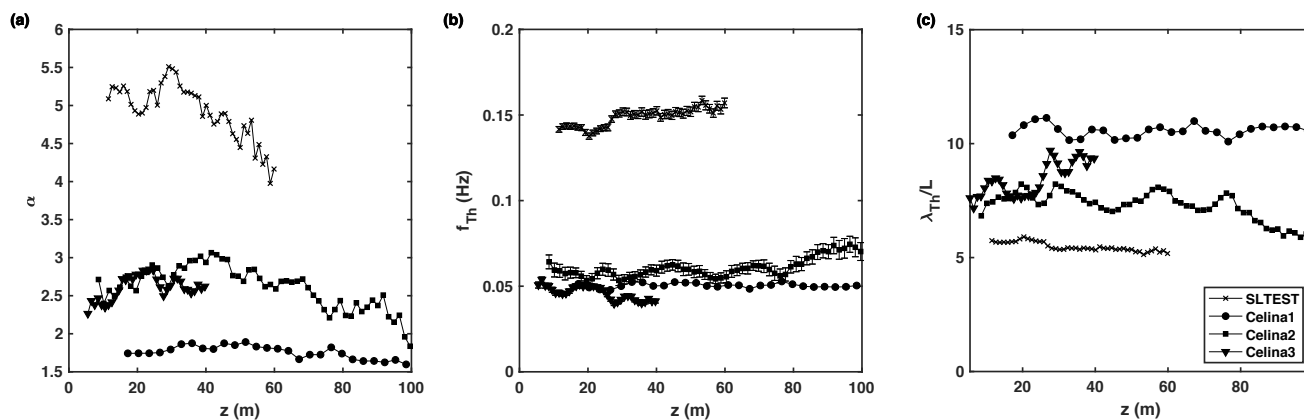 (a)
6
5.5
5
4.5
4
3.5
3
2.5
2
1.5
α
0 20 40 60 80 100
z (m)
(b)
0.2
0.15
0.1
0.05
0
f_Th (Hz)
0 20 40 60 80 100
z (m)
(c)
15
10
5
0
λ_Th/L
20 40 60 80
z (m)
SLTEST
Celina1
Celina2
Celina3